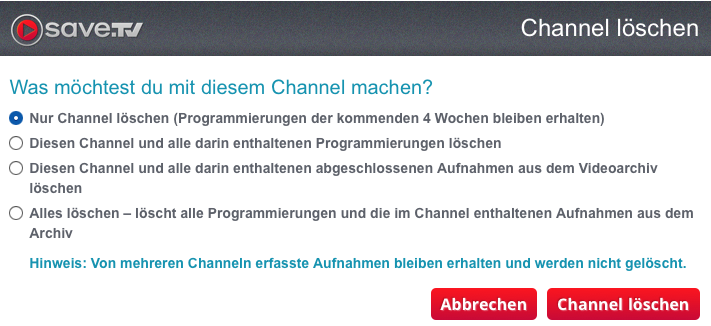 save.TV
Channel löschen
Was möchtest du mit diesem Channel machen?
Nur Channel löschen (Programmierungen der kommenden 4 Wochen bleiben erhalten)
Diesen Channel und alle darin enthaltenen Programmierungen löschen
Diesen Channel und alle darin enthaltenen abgeschlossenen Aufnahmen aus dem Videoarchiv
löschen
Alles löschen – löscht alle Programmierungen und die im Channel enthaltenen Aufnahmen aus dem
Archiv
Hinweis: Von mehreren Channeln erfasste Aufnahmen bleiben erhalten und werden nicht gelöscht.
Abbrechen
Channel löschen